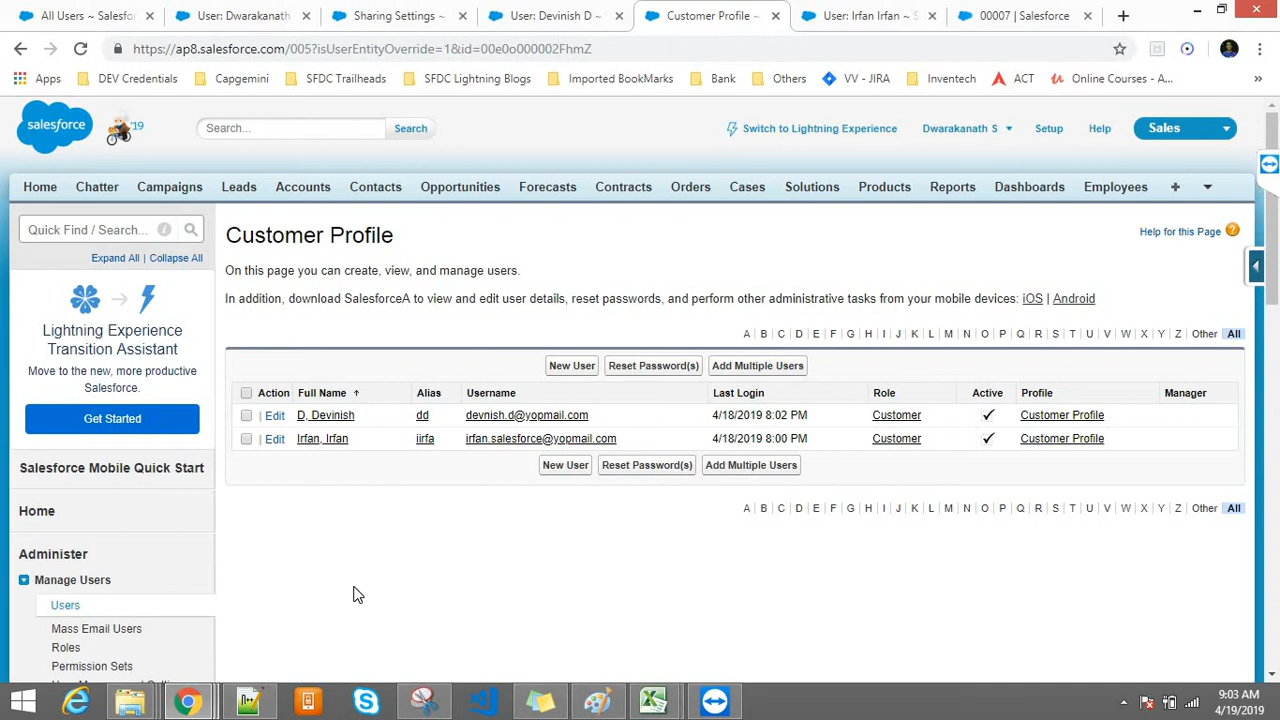 All Users ~ Salesfo
User: Dwarakanath
Sharing Settings ~
User: Devinish D ~
Customer Profile ~
User: Irfan Irfan ~ S
00007 | Salesforce
https://ap8.salesforce.com/005?isUserEntityOverride=1&id=00e0o000002FhmZ
Apps
DEV Credentials
Capgemini
SFDC Trailheads
SFDC Lightning Blogs
Imported BookMarks
Bank
Others
VV - JIRA
Inventech
ACT
Online Courses - A...
»
salesforce
'19
Search...
Search
Switch to Lightning Experience
Dwarakanath S
Setup
Help
Sales
Home Chatter Campaigns Leads Accounts Contacts Opportunities Forecasts Contracts Orders Cases Solutions Products Reports Dashboards Employees +
Quick Find / Search...
Expand All | Collapse All
Lightning Experience
Transition Assistant
Move to the new, more productive
Salesforce.
Get Started
Salesforce Mobile Quick Start
Home
Administer
Manage Users
Users
Mass Email Users
Roles
Permission Sets
Customer Profile
Help for this Page ?
On this page you can create, view, and manage users.
In addition, download SalesforceA to view and edit user details, reset passwords, and perform other administrative tasks from your mobile devices: iOS | Android
A | B | C | D | E | F | G | H | I | J | K | L | M | N | O | P | Q | R | S | T | U | V | W | X | Y | Z | Other All
New User Reset Password(s) Add Multiple Users
Action Full Name Alias Username Last Login Role Active Profile Manager
| Edit D, Devinish dd devnish.d@yopmail.com 4/18/2019 8:02 PM Customer ✓ Customer Profile
| Edit Irfan, Irfan iirfa irfan.salesforce@yopmail.com 4/18/2019 8:00 PM Customer ✓ Customer Profile
New User Reset Password(s) Add Multiple Users
A | B | C | D | E | F | G | H | I | J | K | L | M | N | O | P | Q | R | S | T | U | V | W | X | Y | Z | Other All
9:03 AM
4/19/2019